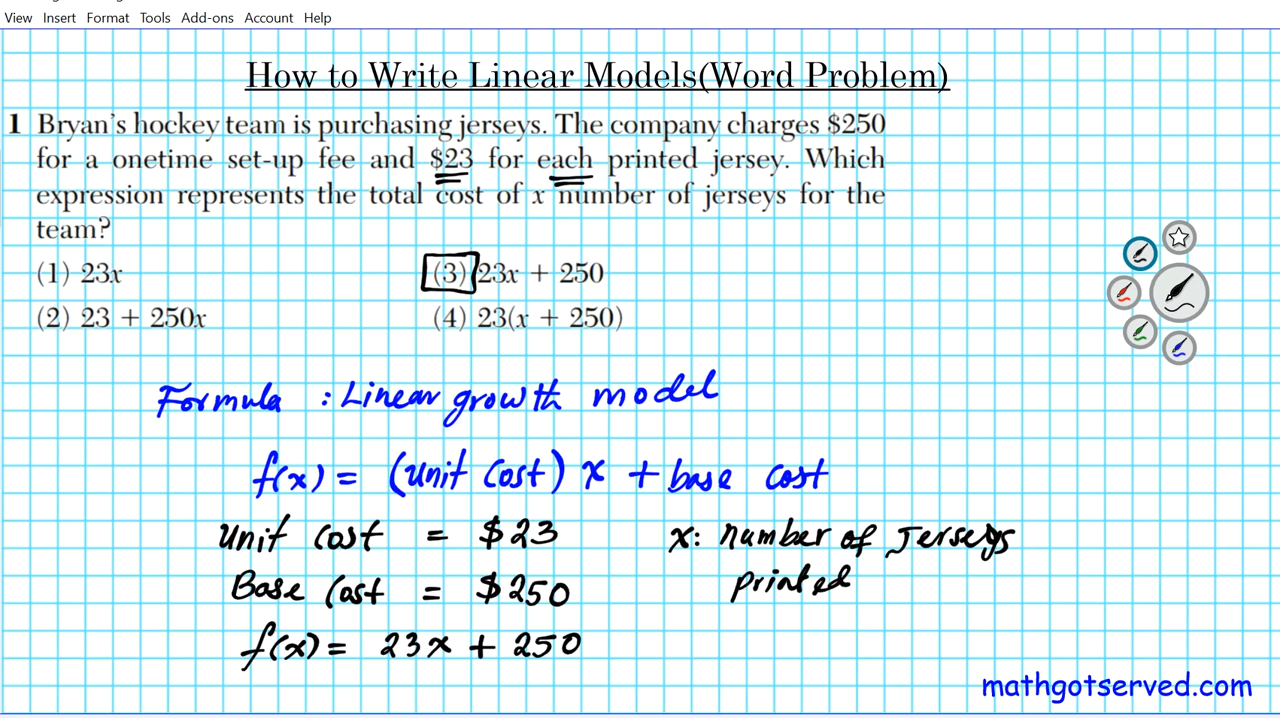 View Insert Format Tools Add-ons Account Help
How to Write Linear Models(Word Problem)
1 Bryan's hockey team is purchasing jerseys. The company charges $250
for a onetime set-up fee and $23 for each printed jersey. Which
expression represents the total cost of x number of jerseys for the
team?
(1) 23x
(3) 23x + 250
(2) 23 + 250x
(4) 23(x + 250)
Formula : Linear growth model
f(x) = (unit cost) x + base cost
Unit cost = $23
x: number of Jerseys
Base Cost = $250
printed
f(x) = 23x + 250
mathgotserved.com